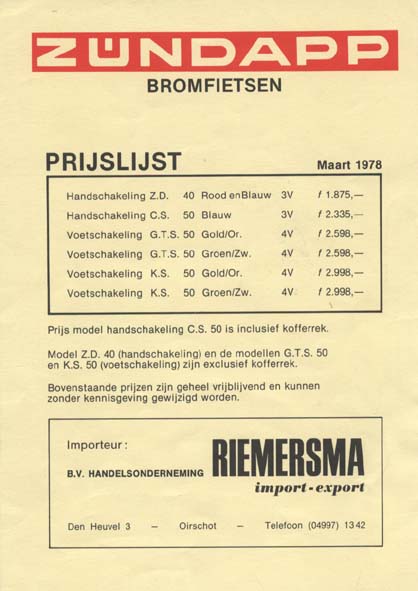 ZÜNDAPP
BROMFIETSEN
PRIJSLIJST Maart 1978
Handschakeling Z.D. 40 Rood en Blauw 3V f 1.875,—
Handschakeling C.S. 50 Blauw 3V f 2.335,—
Voetschakeling G.T.S. 50 Gold/Or. 4V f 2.598,—
Voetschakeling G.T.S. 50 Groen/Zw. 4V f 2.598,—
Voetschakeling K.S. 50 Gold/Or. 4V f 2.998,—
Voetschakeling K.S. 50 Groen/Zw. 4V f 2.998,—
Prijs model handschakeling C.S. 50 is inclusief kofferrek.
Model Z.D. 40 (handschakeling) en de modellen G.T.S. 50
en K.S. 50 (voetschakeling) zijn exclusief kofferrek.
Bovenstaande prijzen zijn geheel vrijblijvend en kunnen
zonder kennisgeving gewijzigd worden.
Importeur :
B.V. HANDELSONDERNEMING RIEMERSMA
import-export
Den Heuvel 3 — Oirschot — Telefoon (04997) 13 42